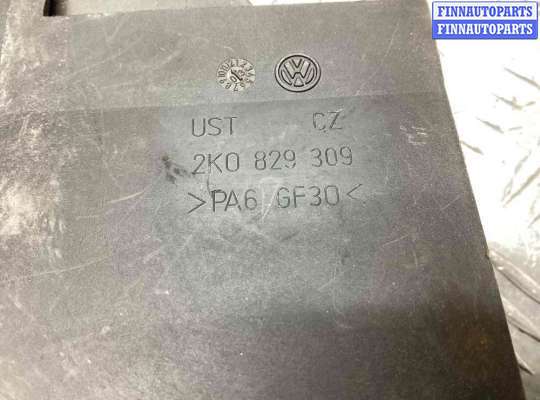 FINNAUTOPARTS
FINNAUTOPARTS
UST CZ
2K0 829 309
>PA6 GF30<